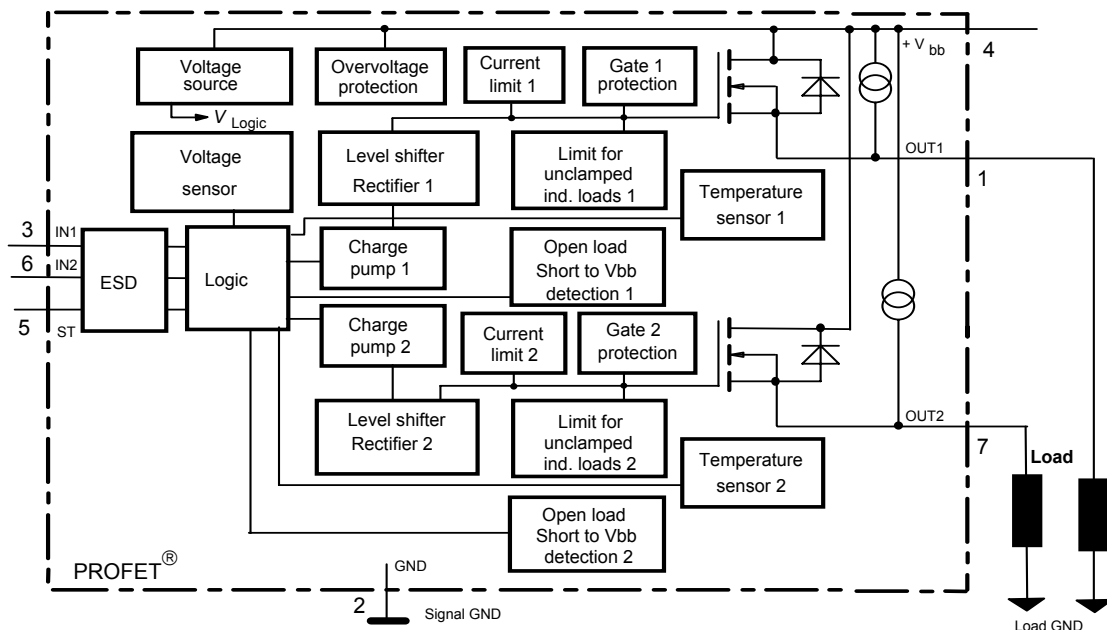 + V bb
4
Voltage
source
Overvoltage
protection
Current
limit 1
Gate 1
protection
V Logic
Voltage
sensor
Level shifter
Rectifier 1
Limit for
unclamped
ind. loads 1
OUT1
1
Temperature
sensor 1
3
IN1
6
IN2
5
ST
ESD
Logic
Charge
pump 1
Open load
Short to Vbb
detection 1
Charge
pump 2
Current
limit 2
Gate 2
protection
Level shifter
Rectifier 2
Limit for
unclamped
ind. loads 2
OUT2
7
Load
Temperature
sensor 2
Open load
Short to Vbb
detection 2
PROFET®
GND
2
Signal GND
Load GND